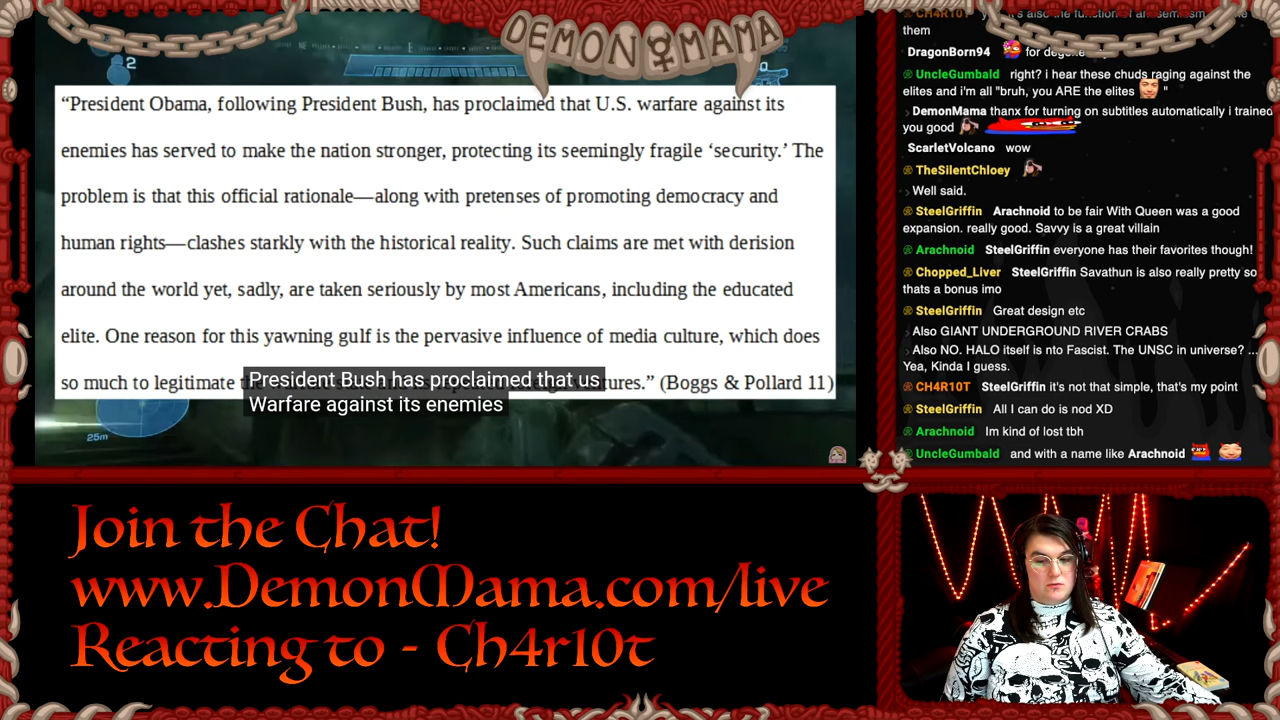 DEMON MAMA
2
“President Obama, following President Bush, has proclaimed that U.S. warfare against its
enemies has served to make the nation stronger, protecting its seemingly fragile ‘security.’ The
problem is that this official rationale—along with pretenses of promoting democracy and
human rights—clashes starkly with the historical reality. Such claims are met with derision
around the world yet, sadly, are taken seriously by most Americans, including the educated
elite. One reason for this yawning gulf is the pervasive influence of media culture, which does
so much to legitimate
(Boggs & Pollard 11)
President Bush has proclaimed that us
Warfare against its enemies
25m
Join the Chat!
www.DemonMama.com/live
Reacting to - Ch4r10t
CH4R10T
them
DragonBorn94 for
UncleGumbald right? i hear these chuds raging against the
elites and i'm all "bruh, you ARE the elites "
DemonMama thanx for turning on subtitles automatically i trained
you good
ScarletVolcano wow
TheSilentChloey
Well said.
SteelGriffin Arachnoid to be fair With Queen was a good
expansion. really good. Savvy is a great villain
Arachnoid SteelGriffin everyone has their favorites though!
Chopped_Liver SteelGriffin Savathun is also really pretty so
thats a bonus imo
SteelGriffin Great design etc
Also GIANT UNDERGROUND RIVER CRABS
Also NO. HALO itself is nto Fascist. The UNSC in universe? ...
Yea, Kinda I guess.
CH4R10T SteelGriffin it's not that simple, that's my point
SteelGriffin All I can do is nod XD
Arachnoid Im kind of lost tbh
UncleGumbald and with a name like Arachnoid